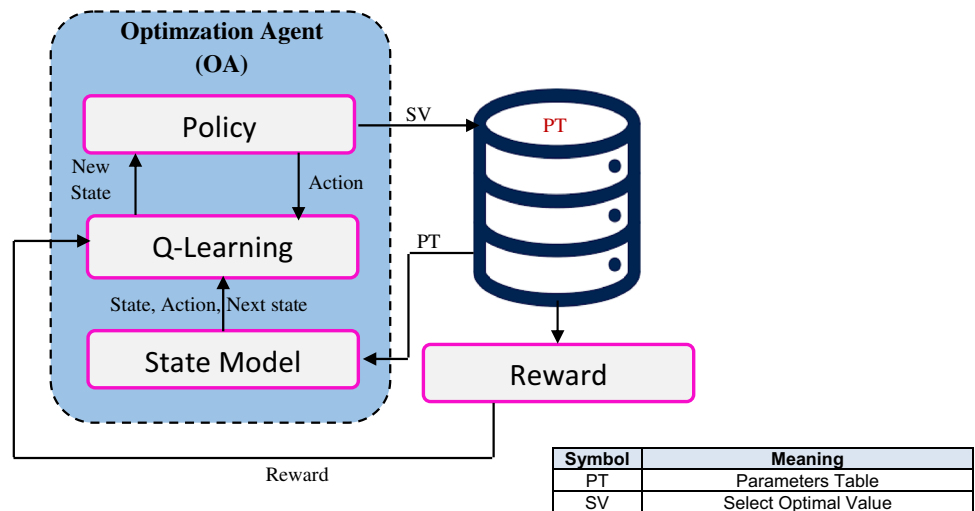 Optimzation Agent
(OA)
Policy
SV
PT
New
State
Action
Q-Learning
PT
State, Action, Next state
State Model
Reward
Reward
Symbol Meaning
PT Parameters Table
SV Select Optimal Value